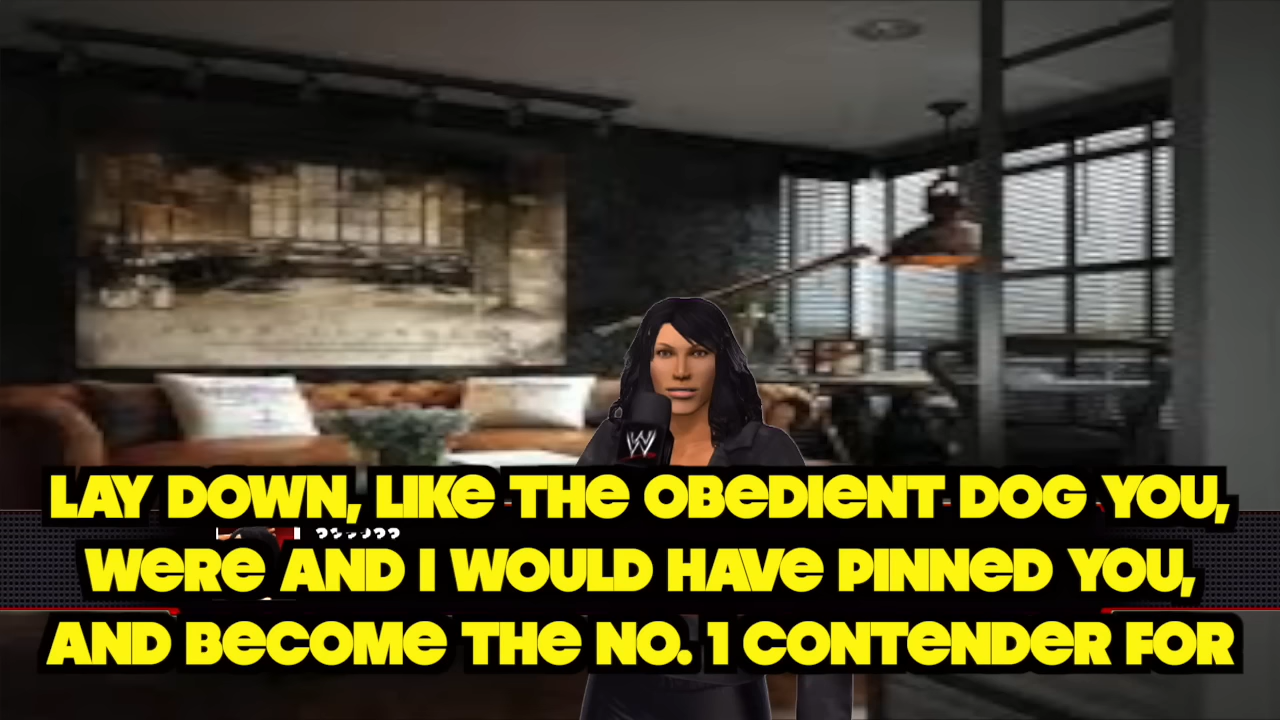 LAY DOWN, LIKE THE OBEDIENT DOG YOU,
WERE AND I WOULD HAVE PINNED YOU,
AND BECOME THE NO. 1 CONTENDER FOR